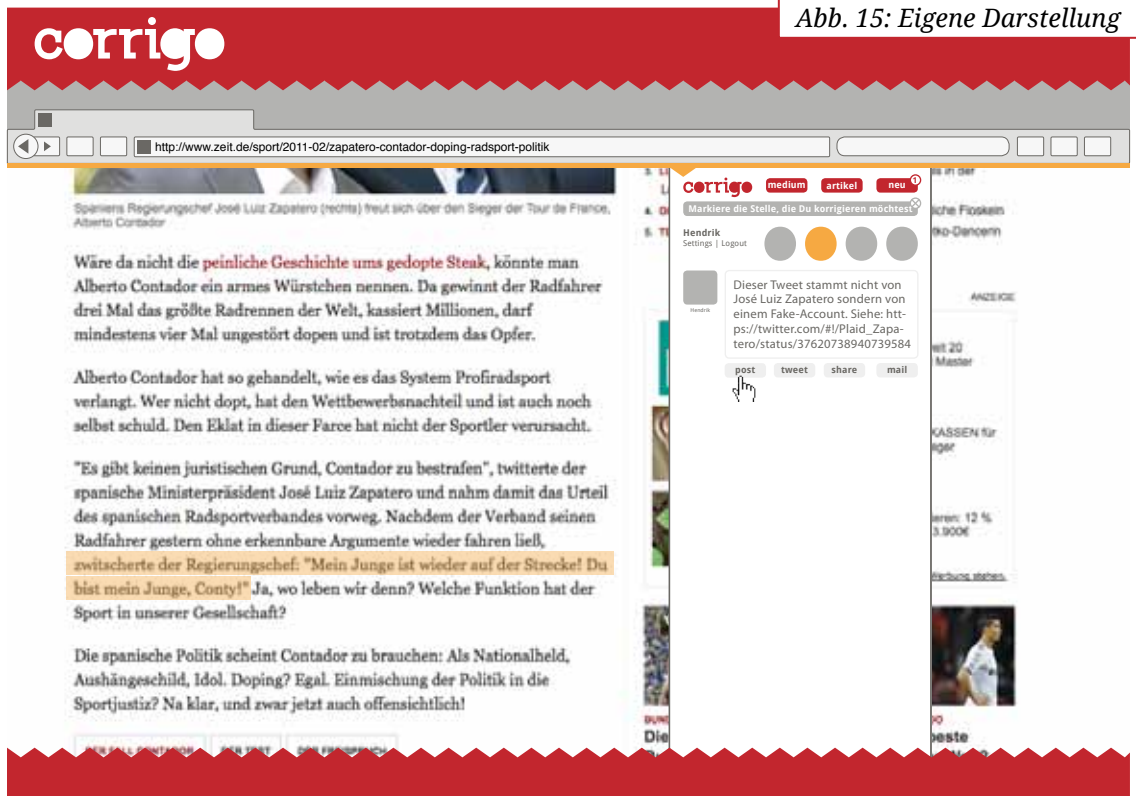 Abb. 15: Eigene Darstellung
corrigo
http://www.zeit.de/sport/2011-02/zapatero-contador-doping-radsport-politik
Spaniens Regierungschef José Luiz Zapatero (rechts) freut sich über den Sieger der Tour de France,
Alberto Contador
Wäre da nicht die peinliche Geschichte ums gedopte Steak, könnte man
Alberto Contador ein armes Würstchen nennen. Da gewinnt der Radfahrer
drei Mal das größte Radrennen der Welt, kassiert Millionen, darf
mindestens vier Mal ungestört dopen und ist trotzdem das Opfer.
Alberto Contador hat so gehandelt, wie es das System Profiradsport
verlangt. Wer nicht dopt, hat den Wettbewerbsnachteil und ist auch noch
selbst schuld. Den Eklat in dieser Farce hat nicht der Sportler verursacht.
"Es gibt keinen juristischen Grund, Contador zu bestrafen", twitterte der
spanische Ministerpräsident José Luiz Zapatero und nahm damit das Urteil
des spanischen Radsportverbandes vorweg. Nachdem der Verband seinen
Radfahrer gestern ohne erkennbare Argumente wieder fahren ließ,
zwitscherte der Regierungschef: "Mein Junge ist wieder auf der Strecke! Du
bist mein Junge, Conty!" Ja, wo leben wir denn? Welche Funktion hat der
Sport in unserer Gesellschaft?
Die spanische Politik scheint Contador zu brauchen: Als Nationalheld,
Aushängeschild, Idol. Doping? Egal. Einmischung der Politik in die
Sportjustiz? Na klar, und zwar jetzt auch offensichtlich!
DER FALL CONTADOR DER TEXT DER FREISPRUCH
corrigo medium artikel neu 1
Markiere die Stelle, die Du korrigieren möchtest
Hendrik
Settings | Logout
Hendrik
Dieser Tweet stammt nicht von
José Luiz Zapatero sondern von
einem Fake-Account. Siehe: htt-
ps://twitter.com/#!/Plaid_Zapa-
tero/status/37620738940739584
post tweet share mail
in der
Floskeln
ANZEIGE
20
Master
KASSEN für
12 %
3.900€
Werbung stehen.
Die
beste